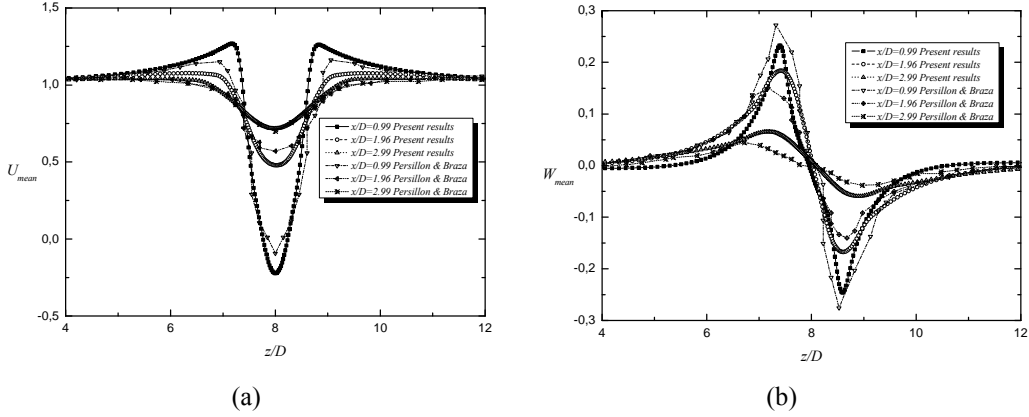 (a)
1,5
1,0
0,5
0,0
-0,5
U mean
4
6
8
10
12
z/D
x/D=0.99 Present results
x/D=1.96 Present results
x/D=2.99 Present results
x/D=0.99 Persillon & Braza
x/D=1.96 Persillon & Braza
x/D=2.99 Persillon & Braza
(a)
b)
0,3
0,2
0,1
0,0
-0,1
-0,2
-0,3
W mean
4
6
8
10
12
z/D
x/D=0.99 Present results
x/D=1.96 Present results
x/D=2.99 Present results
x/D=0.99 Persillon & Braza
x/D=1.96 Persillon & Braza
x/D=2.99 Persillon & Braza
(b)